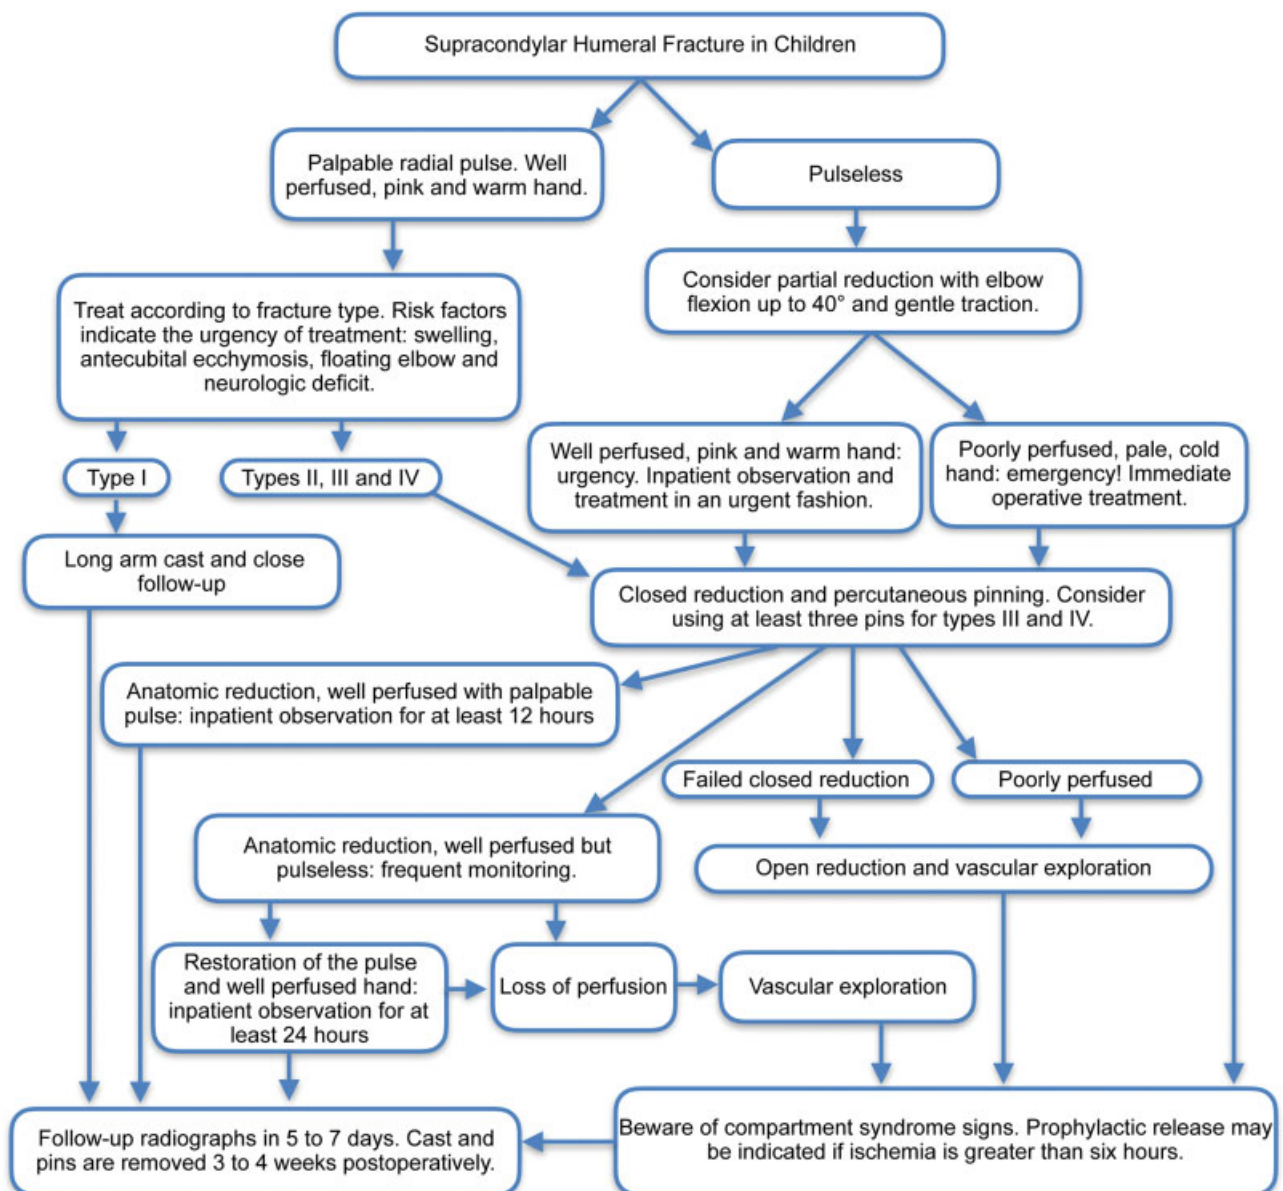 Supracondylar Humeral Fracture in Children
Palpable radial pulse. Well
perfused, pink and warm hand.
Pulseless
Consider partial reduction with elbow
flexion up to 40° and gentle traction.
Treat according to fracture type. Risk factors
indicate the urgency of treatment: swelling,
antecubital ecchymosis, floating elbow and
neurologic deficit.
Well perfused, pink and warm hand:
urgency. Inpatient observation and
treatment in an urgent fashion.
Poorly perfused, pale, cold
hand: emergency! Immediate
operative treatment.
Type I
Types II, III and IV
Long arm cast and close
follow-up
Closed reduction and percutaneous pinning. Consider
using at least three pins for types III and IV.
Anatomic reduction, well perfused with palpable
pulse: inpatient observation for at least 12 hours
Failed closed reduction
Poorly perfused
Anatomic reduction, well perfused but
pulseless: frequent monitoring.
Open reduction and vascular exploration
Restoration of the pulse
and well perfused hand:
inpatient observation for at
least 24 hours
Loss of perfusion
Vascular exploration
Follow-up radiographs in 5 to 7 days. Cast and
pins are removed 3 to 4 weeks postoperatively.
Beware of compartment syndrome signs. Prophylactic release may
be indicated if ischemia is greater than six hours.